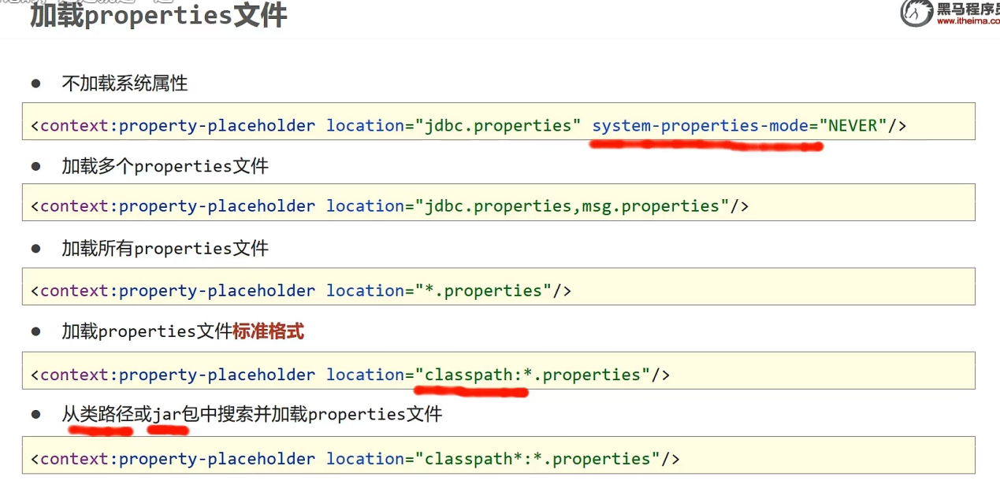 加载properties文件
黑马程序员
www.itheima.co
● 不加载系统属性
<context:property-placeholder location="jdbc.properties" system-properties-mode="NEVER"/>
● 加载多个properties文件
<context:property-placeholder location="jdbc.properties,msg.properties"/>
● 加载所有properties文件
<context:property-placeholder location="*.properties"/>
● 加载properties文件标准格式
<context:property-placeholder location="classpath:*.properties"/>
● 从类路径或jar包中搜索并加载properties文件
<context:property-placeholder location="classpath*:*.properties"/>